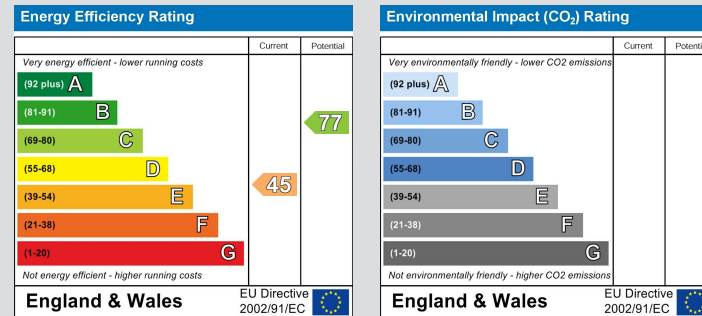 Energy Efficiency Rating
Current Potential
Very energy efficient - lower running costs
(92 plus) A
(81-91) B
77
(69-80) C
(55-68) D
45
(39-54) E
(21-38) F
(1-20) G
Not energy efficient - higher running costs
England & Wales
EU Directive
2002/91/EC
Environmental Impact (CO₂) Rating
Current Potenti
Very environmentally friendly - lower CO2 emissions
(92 plus) A
(81-91) B
(69-80) C
(55-68) D
(39-54) E
(21-38) F
(1-20) G
Not environmentally friendly - higher CO2 emissions
England & Wales
EU Directive
2002/91/EC